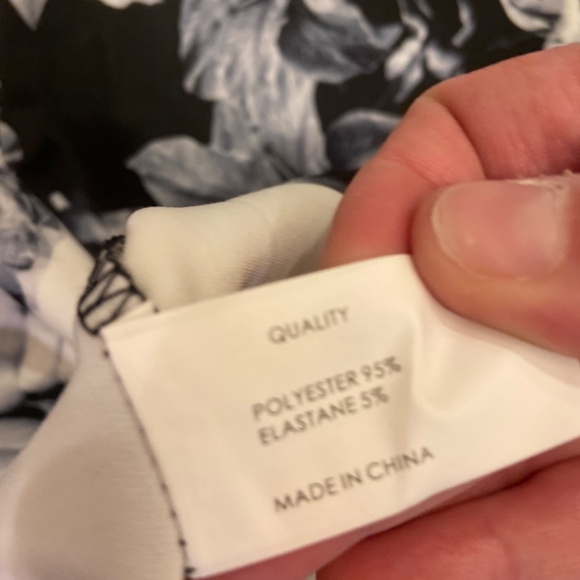 QUALITY
POLYESTER 95%
ELASTANE 5%
MADE IN CHINA